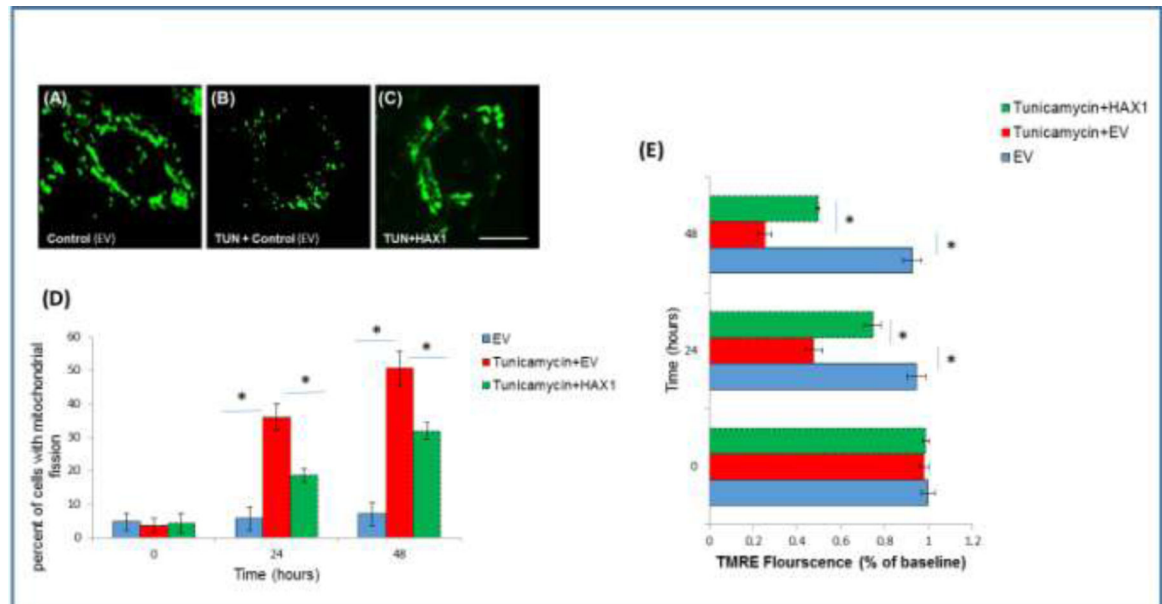 (A)
Control (EV)
(B)
TUN + Control (EV)
(C)
TUN+HAX1
(D)
EV
Tunicamycin+EV
Tunicamycin+HAX1
percent of cells with mitochondrial
fission
60
50
40
30
20
10
0
* * * *
0 24 48
Time (hours)
(E)
Tunicamycin+HAX1
Tunicamycin+EV
EV
Time (hours)
48
*
*
24
*
*
0
0 0.2 0.4 0.6 0.8 1 1.2
TMRE Flourscence (% of baseline)